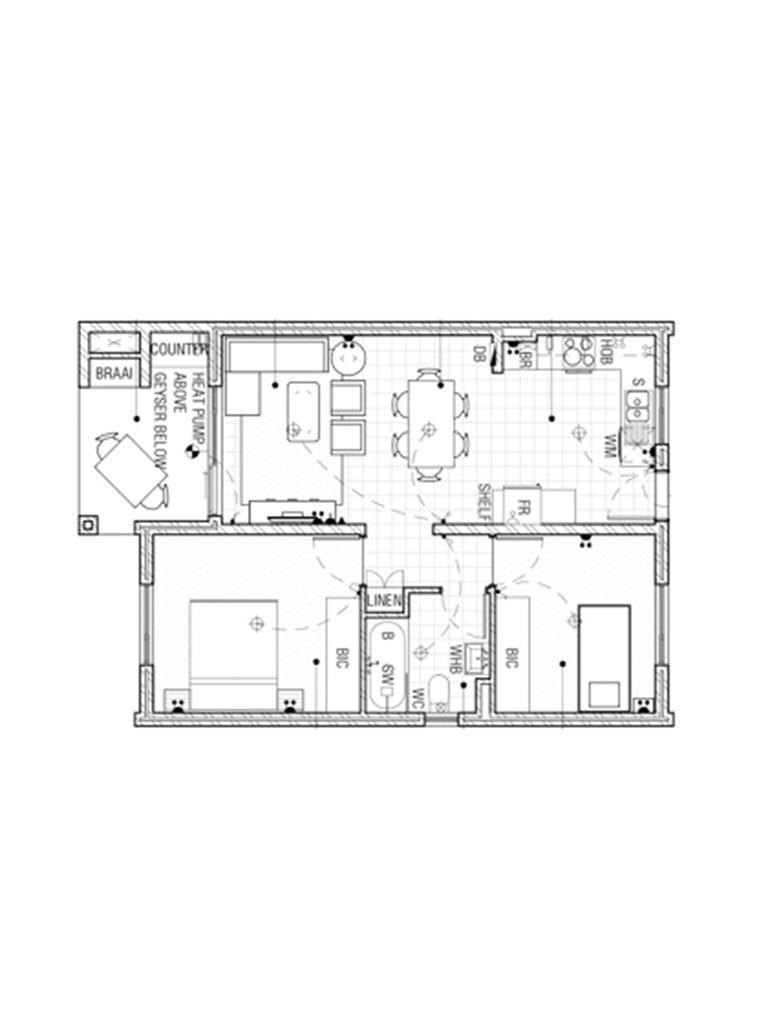 COUNTER
BRAAI
HEAT PUMP
ABOVE
GEYSER BELOW
DB
BR
HOB
S
WM
SHELF
FR
LINEN
BIC
B
SW
WHB
WC
BIC